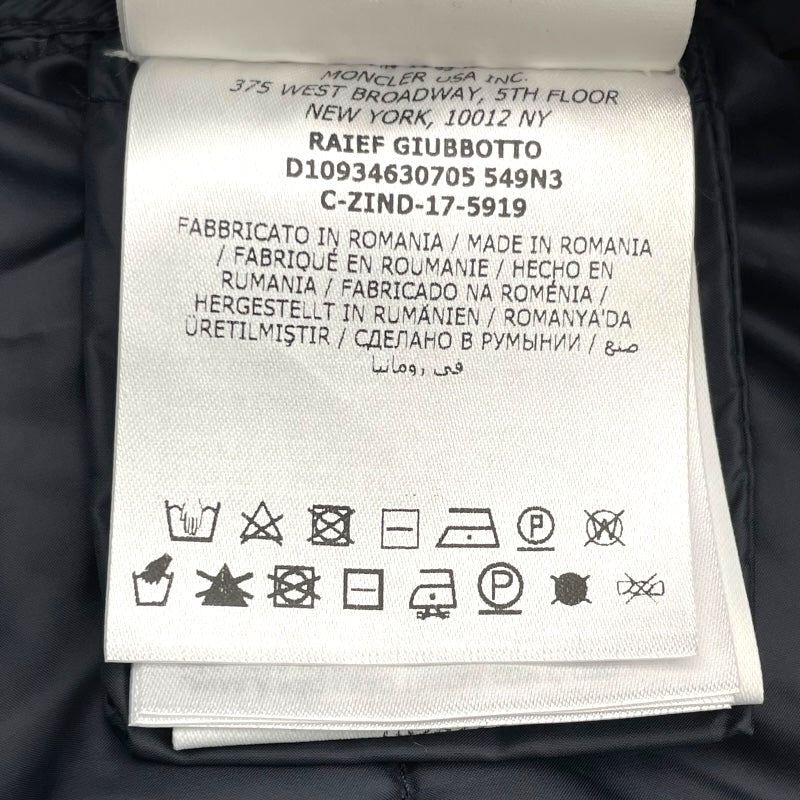 MONCLER USA INC.
375 WEST BROADWAY, 5TH FLOOR
NEW YORK, 10012 NY
RAIEF GIUBBOTTO
D10934630705 549N3
C-ZIND-17-5919
FABBRICATO IN ROMANIA / MADE IN ROMANIA
/ FABRIQUÉ EN ROUMANIE / HECHO EN
RUMANIA / FABRICADO NA ROMÉNIA /
HERGESTELLT IN RUMÄNIEN / ROMANYA'DA
ÜRETILMIŞTIR / СДЕЛАНО В РУМЫНИИ / صنع
في رومانيا
P W
P